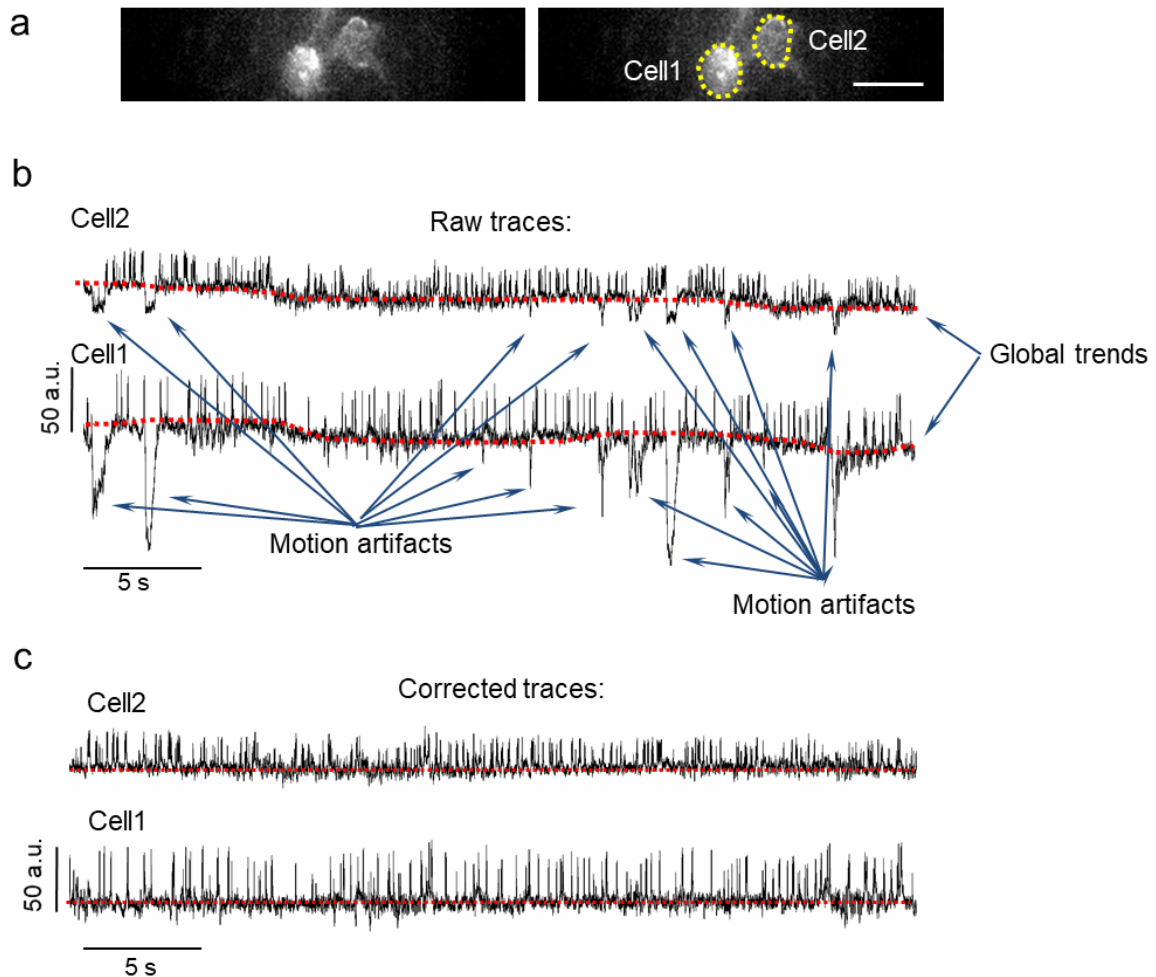 a
Cell1
Cell2
b
Cell2
Raw traces:
Cell1
50 a.u.
Global trends
Motion artifacts
5 s
Motion artifacts
c
Corrected traces:
Cell2
Cell1
50 a.u.
5 s